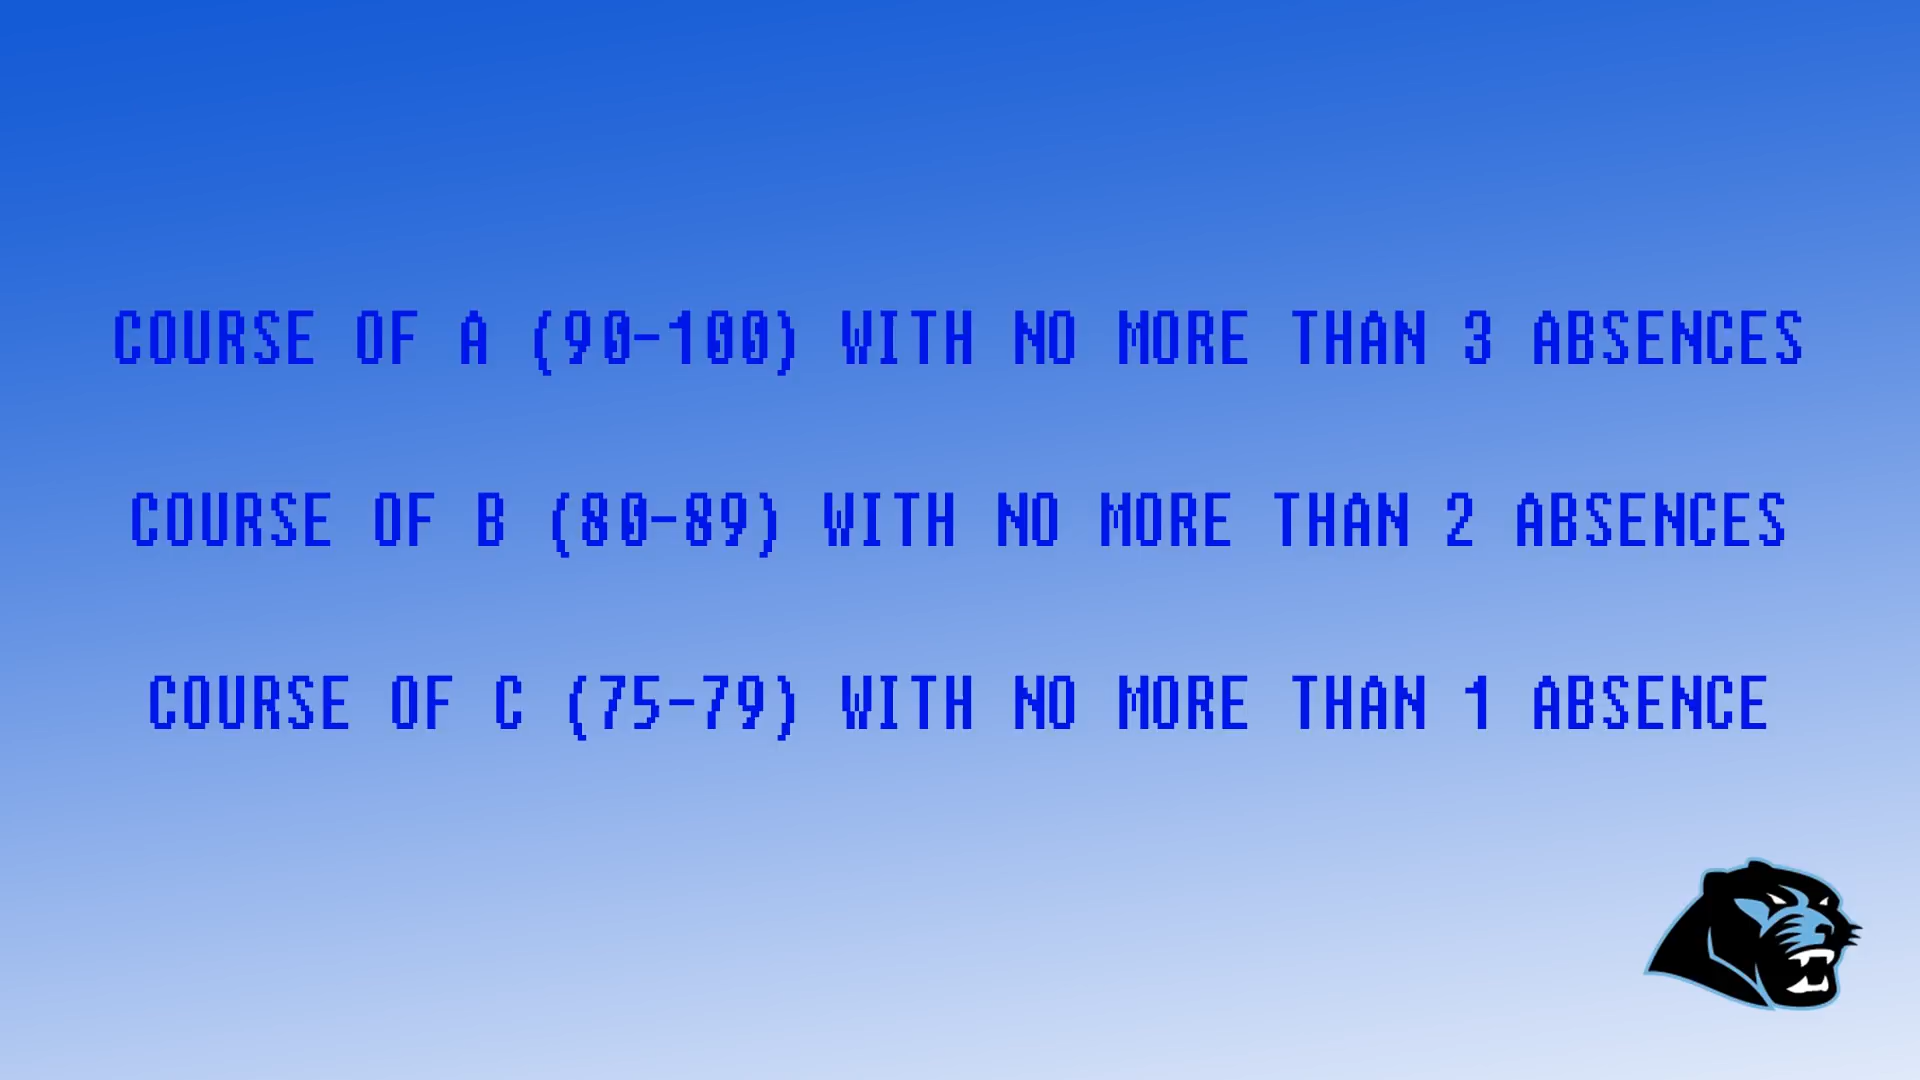 COURSE OF A (90-100) WITH NO MORE THAN 3 ABSENCES
COURSE OF B (80-89) WITH NO MORE THAN 2 ABSENCES
COURSE OF C (75-79) WITH NO MORE THAN 1 ABSENCE